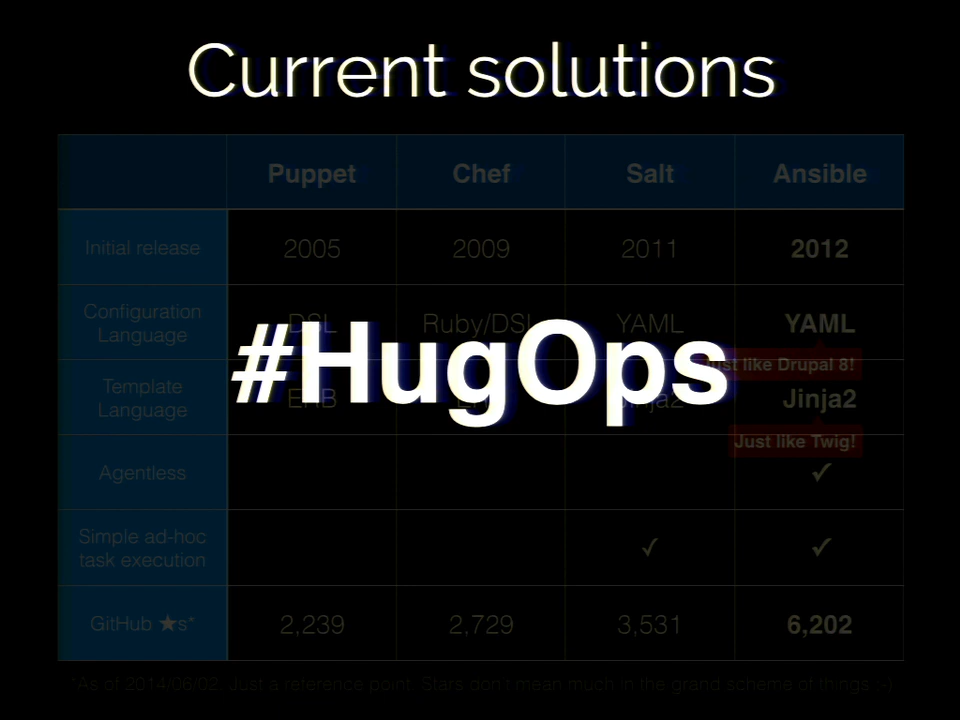 Current solutions
Puppet Chef Salt Ansible
Initial release 2005 2009 2011 2012
Configuration
Language
DSL Ruby/DSL YAML YAML
#HugOps
Just like Drupal 8!
Template
Language
ERB ERB Jinja2 Jinja2
Just like Twig!
Agentless ✓
Simple ad-hoc
task execution
✓ ✓
GitHub ★s* 2,239 2,729 3,531 6,202
*As of 2014/06/02. Just a reference point. Stars don't mean much in the grand scheme of things :-)